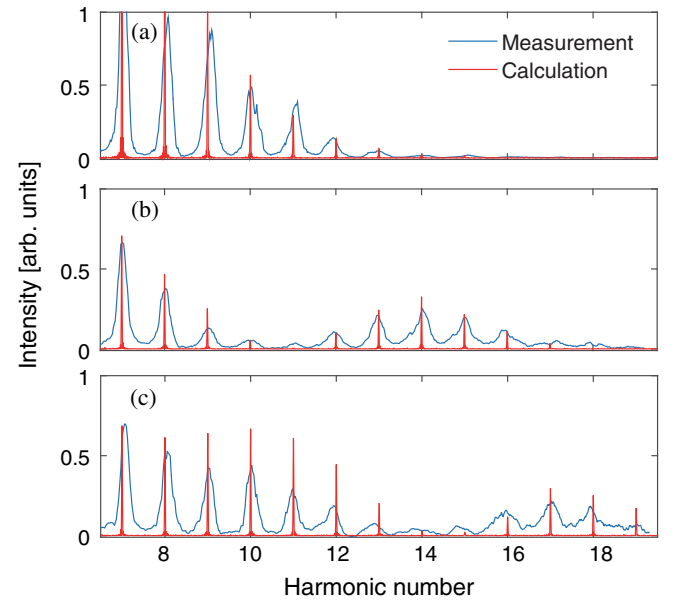 (a)
Measurement
Calculation
1
0.5
0
(b)
1
0.5
0
(c)
1
0.5
0
8 10 12 14 16 18
Harmonic number
Intensity [arb. units]